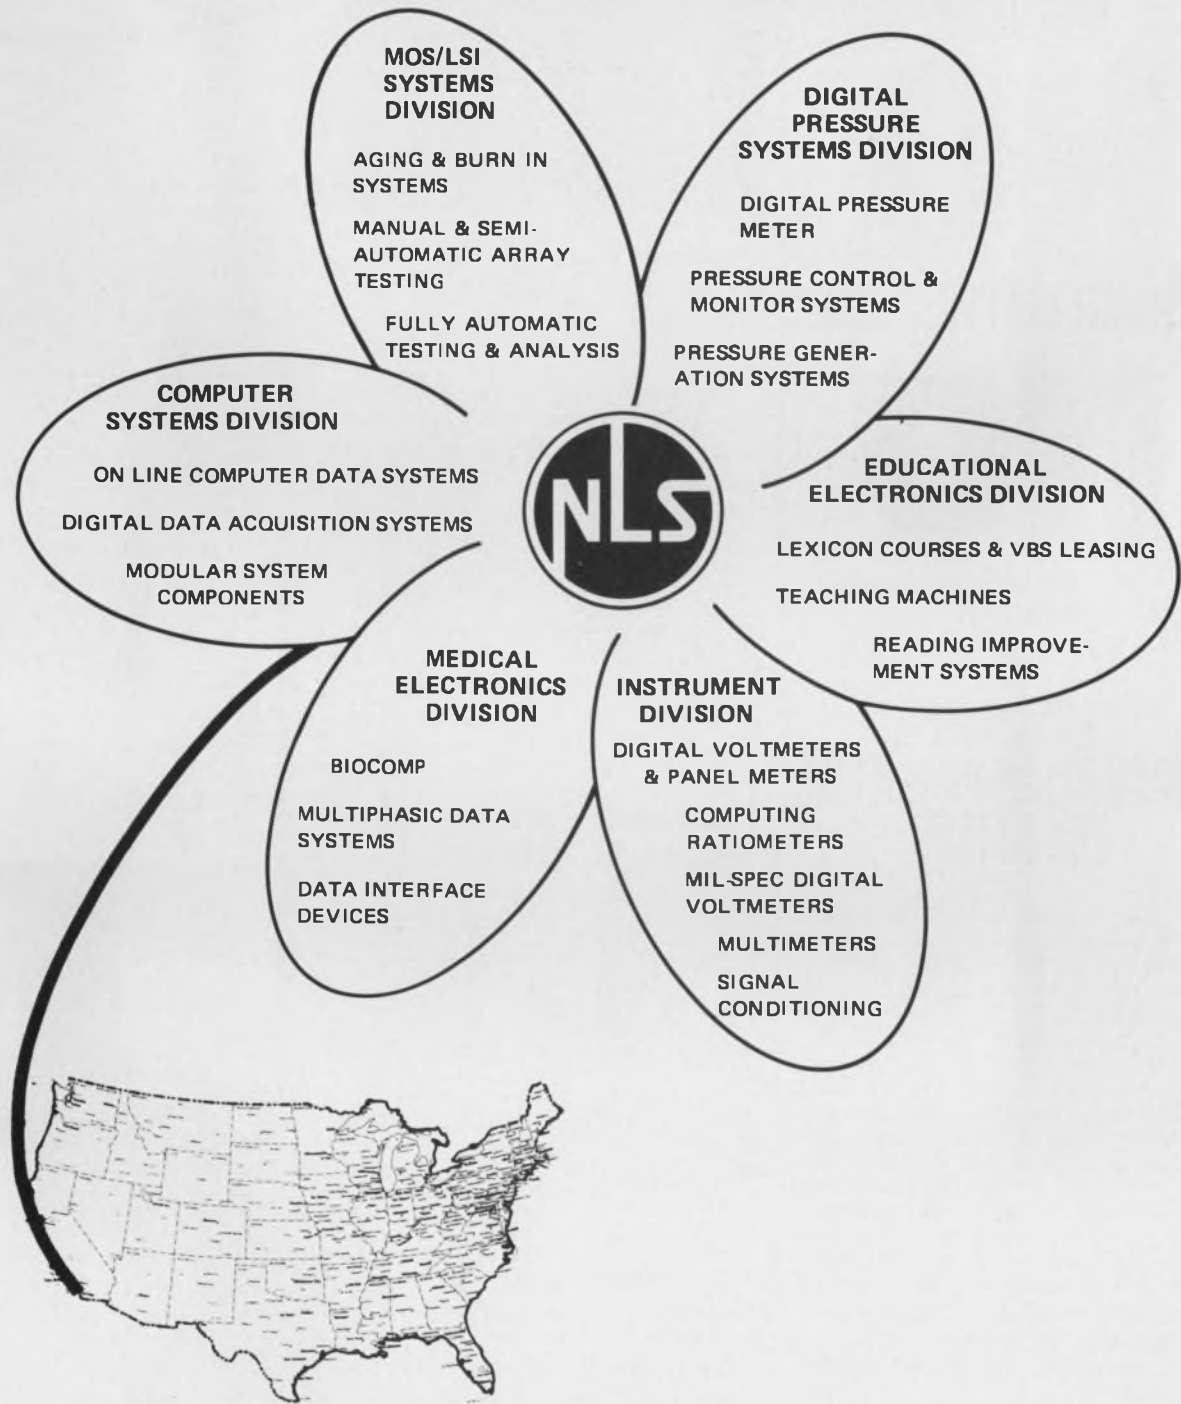 MOS/LSI
SYSTEMS
DIVISION
AGING & BURN IN
SYSTEMS
MANUAL & SEMI-
AUTOMATIC ARRAY
TESTING
FULLY AUTOMATIC
TESTING & ANALYSIS
DIGITAL
PRESSURE
SYSTEMS DIVISION
DIGITAL PRESSURE
METER
PRESSURE CONTROL &
MONITOR SYSTEMS
PRESSURE GENER-
ATION SYSTEMS
COMPUTER
SYSTEMS DIVISION
ON LINE COMPUTER DATA SYSTEMS
DIGITAL DATA ACQUISITION SYSTEMS
MODULAR SYSTEM
COMPONENTS
NLS
EDUCATIONAL
ELECTRONICS DIVISION
LEXICON COURSES & VBS LEASING
TEACHING MACHINES
READING IMPROVE-
MENT SYSTEMS
MEDICAL
ELECTRONICS
DIVISION
BIOCOMP
MULTIPHASIC DATA
SYSTEMS
DATA INTERFACE
DEVICES
INSTRUMENT
DIVISION
DIGITAL VOLTMETERS
& PANEL METERS
COMPUTING
RATIOMETERS
MIL-SPEC DIGITAL
VOLTMETERS
MULTIMETERS
SIGNAL
CONDITIONING